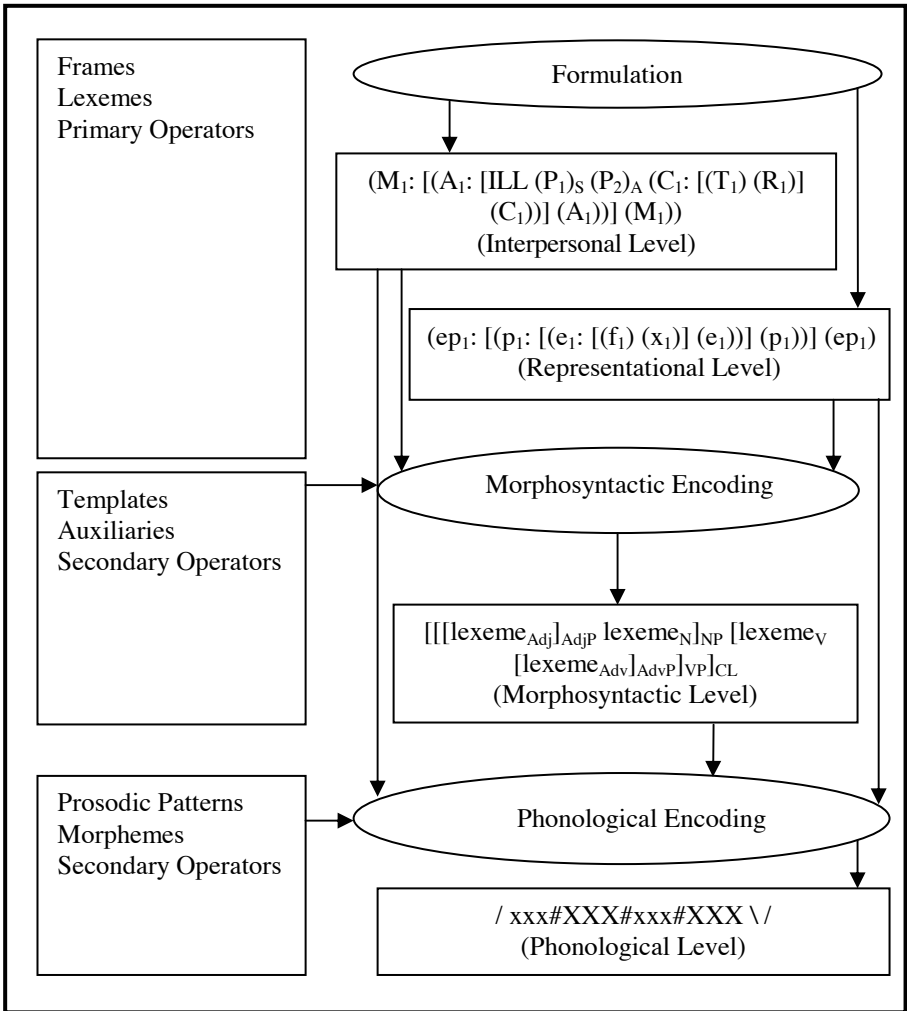 Frames
Lexemes
Primary Operators
Formulation
(M₁: [(A₁: [ILL (P₁)S (P₂)A (C₁: [(T₁) (R₁)]
(C₁))] (A₁))] (M₁))
(Interpersonal Level)
(ep₁: [(p₁: [(e₁: [(f₁) (x₁)] (e₁))] (p₁))] (ep₁)
(Representational Level)
Templates
Auxiliaries
Secondary Operators
Morphosyntactic Encoding
[[[lexemeAdj]AdjP lexemeN]NP [lexemeV
[lexemeAdv]AdvP]VP]CL
(Morphosyntactic Level)
Prosodic Patterns
Morphemes
Secondary Operators
Phonological Encoding
/ xxx#XXX#xxx#XXX \ /
(Phonological Level)